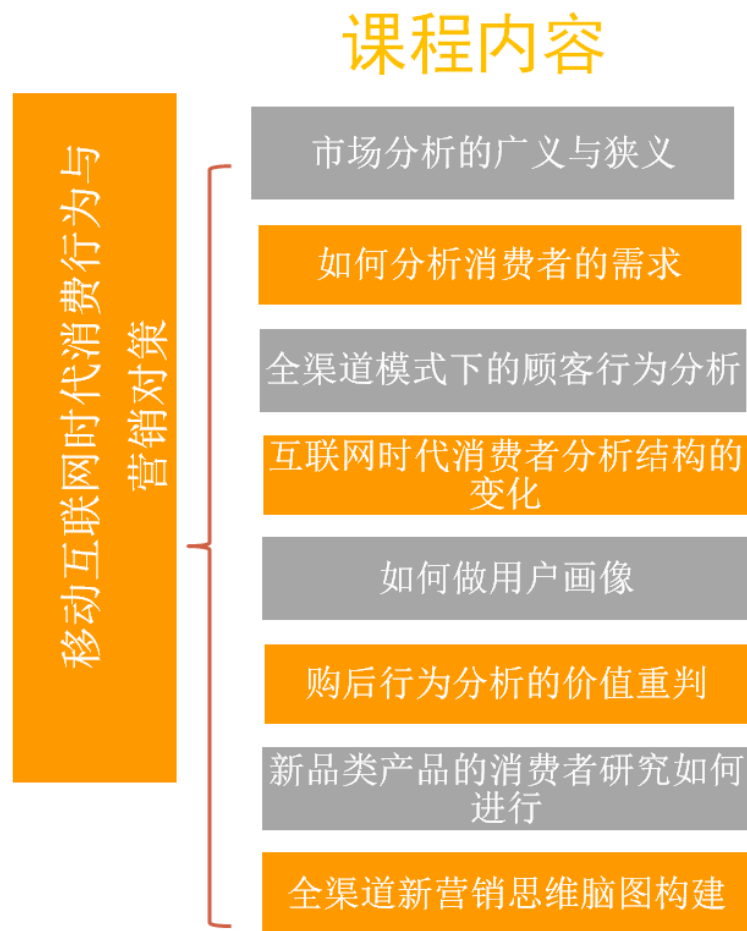 课程内容
移动互联网时代消费行为与
营销对策
市场分析的广义与狭义
如何分析消费者的需求
全渠道模式下的顾客行为分析
互联网时代消费者分析结构的
变化
如何做用户画像
购后行为分析的价值重判
新品类产品的消费者研究如何
进行
全渠道新营销思维脑图构建